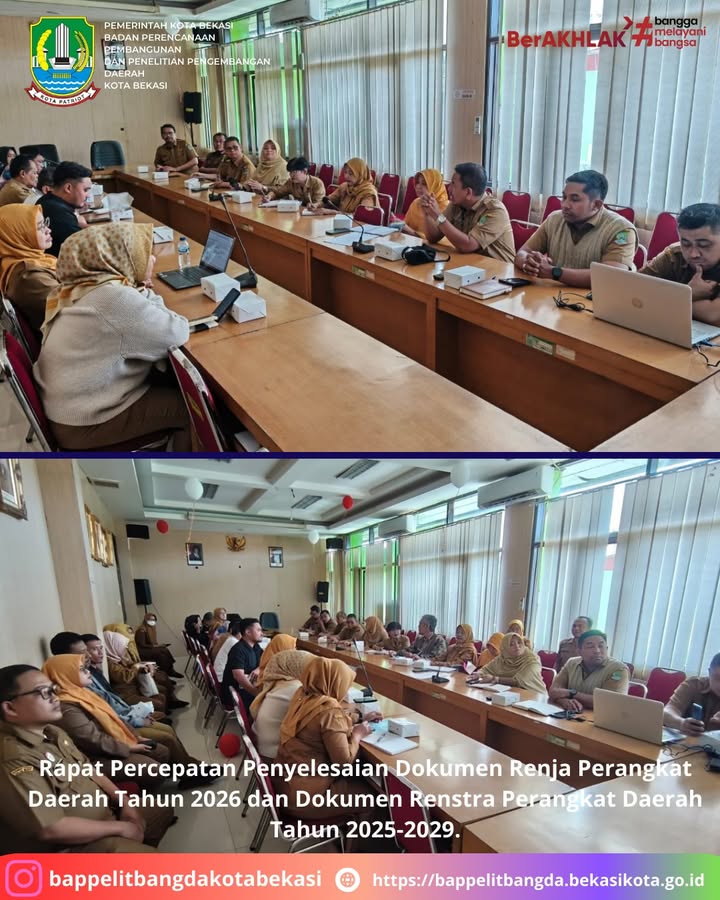 PEMERINTAH KOTA BEKASI
BADAN PERENCANAAN
PEMBANGUNAN
DAN PENELITIAN PENGEMBANGAN
DAERAH
KOTA BEKASI
KOTA PATRIOT
BerAKHLAK
# bangga
melayani
bangsa
Rapat Percepatan Penyelesaian Dokumen Renja Perangkat
Daerah Tahun 2026 dan Dokumen Renstra Perangkat Daerah
Tahun 2025-2029.
bappelitbangdakotabekasi
https://bappelitbangda.bekasikota.go.id